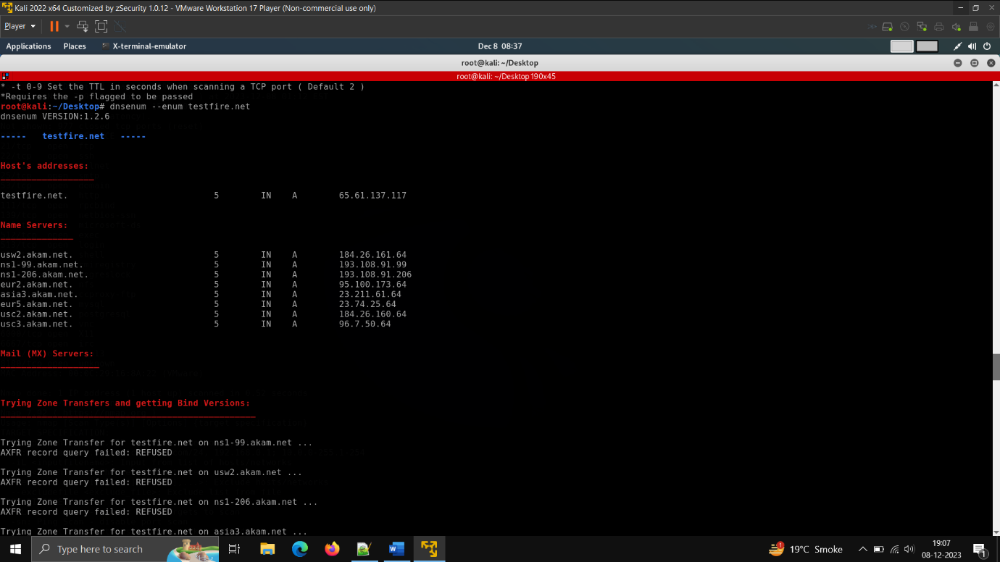 Kali 2022 x64 Customized by zSecurity 1.0.12 - VMware Workstation 17 Player (Non-commercial use only)
Player
Applications Places X-terminal-emulator Dec 8 08:37
root@kali: ~/Desktop
root@kali: ~/Desktop 190x45
* -t 0-9 Set the TTL in seconds when scanning a TCP port ( Default 2 )
*Requires the -p flagged to be passed
root@kali:~/Desktop# dnsenum --enum testfire.net
dnsenum VERSION:1.2.6
----- testfire.net -----
Host's addresses:
__________________
testfire.net. 5 IN A 65.61.137.117
Name Servers:
______________
usw2.akam.net. 5 IN A 184.26.161.64
ns1-99.akam.net. 5 IN A 193.108.91.99
ns1-206.akam.net. 5 IN A 193.108.91.206
eur2.akam.net. 5 IN A 95.100.173.64
asia3.akam.net. 5 IN A 23.211.61.64
eur5.akam.net. 5 IN A 23.74.25.64
usc2.akam.net. 5 IN A 184.26.160.64
usc3.akam.net. 5 IN A 96.7.50.64
Mail (MX) Servers:
___________________
Trying Zone Transfers and getting Bind Versions:
_________________________________________________
Trying Zone Transfer for testfire.net on ns1-99.akam.net ...
AXFR record query failed: REFUSED
Trying Zone Transfer for testfire.net on usw2.akam.net ...
AXFR record query failed: REFUSED
Trying Zone Transfer for testfire.net on ns1-206.akam.net ...
AXFR record query failed: REFUSED
Trying Zone Transfer for testfire.net on asia3.akam.net ...
Type here to search
1
19°C Smoke
19:07
08-12-2023
1